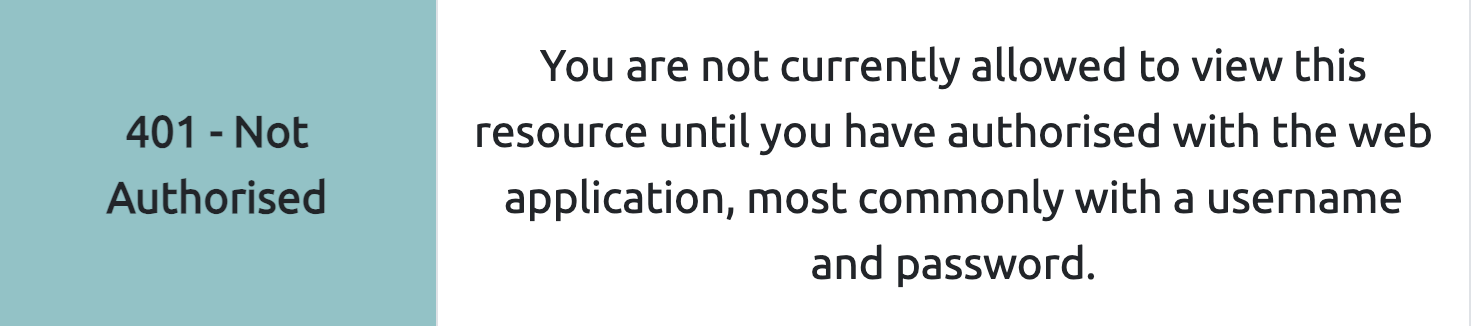 401 - Not
Authorised
You are not currently allowed to view this
resource until you have authorised with the web
application, most commonly with a username
and password.